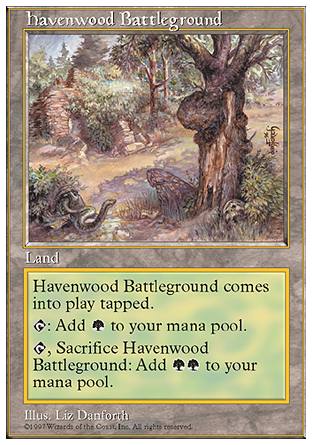 Havenwood Battleground
Land
Havenwood Battleground comes
into play tapped.
: Add to your mana pool.
, Sacrifice Havenwood
Battleground: Add to
your mana pool.
Illus. Liz Danforth
©1997 Wizards of the Coast, Inc. All rights reserved.